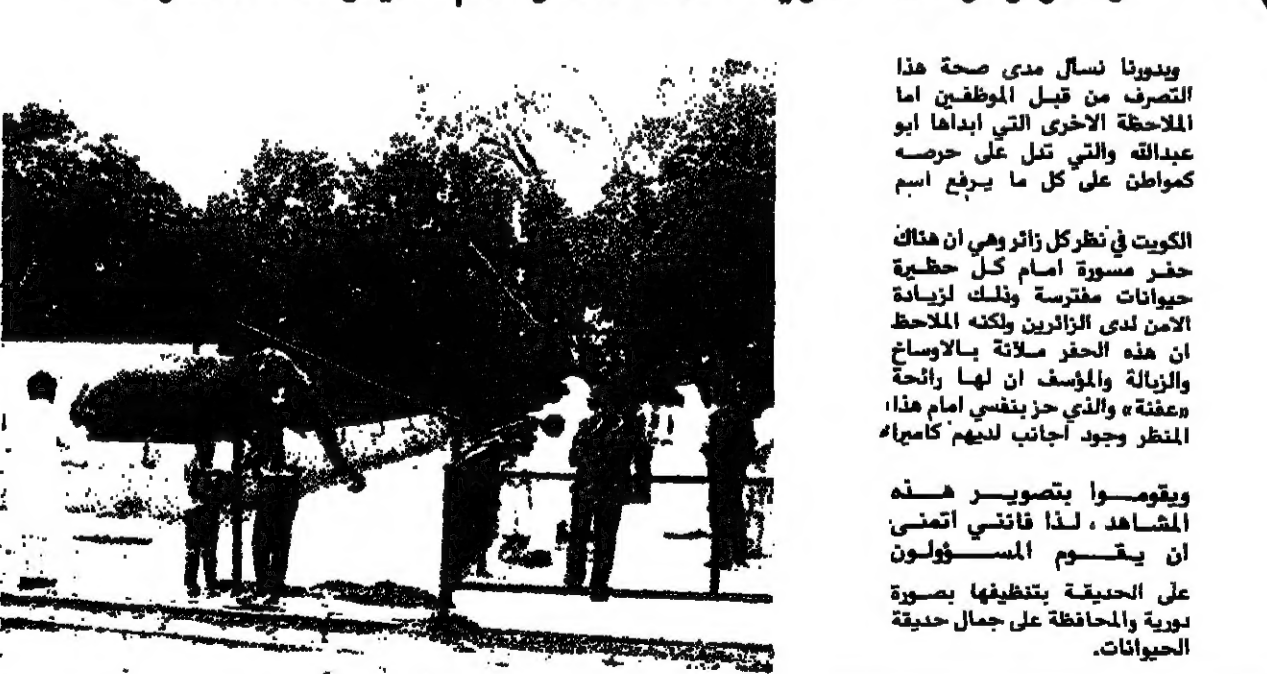 وبدورنا نسأل مدى صحة هذا
التصرف من قبل الموظفين اما
الملاحظة الاخرى التي ابداها ابو
عبدالله والتي تدل على حرصه
كمواطن على كل ما يرفع اسم
الكويت في نظر كل زائر وهي ان هناك
حفر مسورة امام كل حظيرة
حيوانات مفترسة وذلك لزيادة
الامن لدى الزائرين ولكنه الملاحظ
ان هذه الحفر ملآنة بالاوساخ
والزبالة والمؤسف ان لها رائحة
«عفنة» والذي حز بنفسي امام هذا
المنظر وجود اجانب لديهم كاميرا
ويقوموا بتصوير هذه
المشاهد ، لذا فانني اتمنى
ان يقوم المسؤولون
على الحديقة بتنظيفها بصورة
دورية والمحافظة على جمال حديقة
الحيوانات.